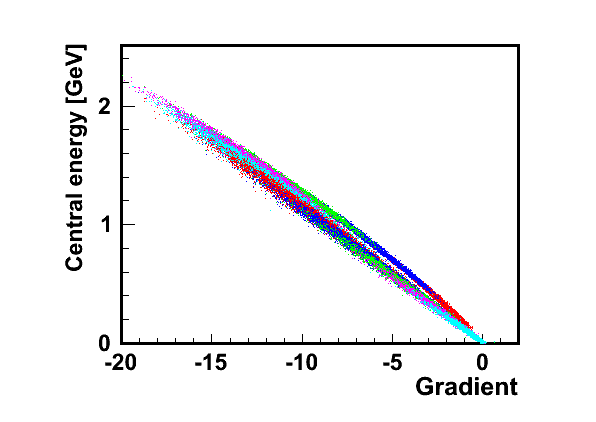 Central energy [GeV]
2
1
0
-20 -15 -10 -5 0
Gradient